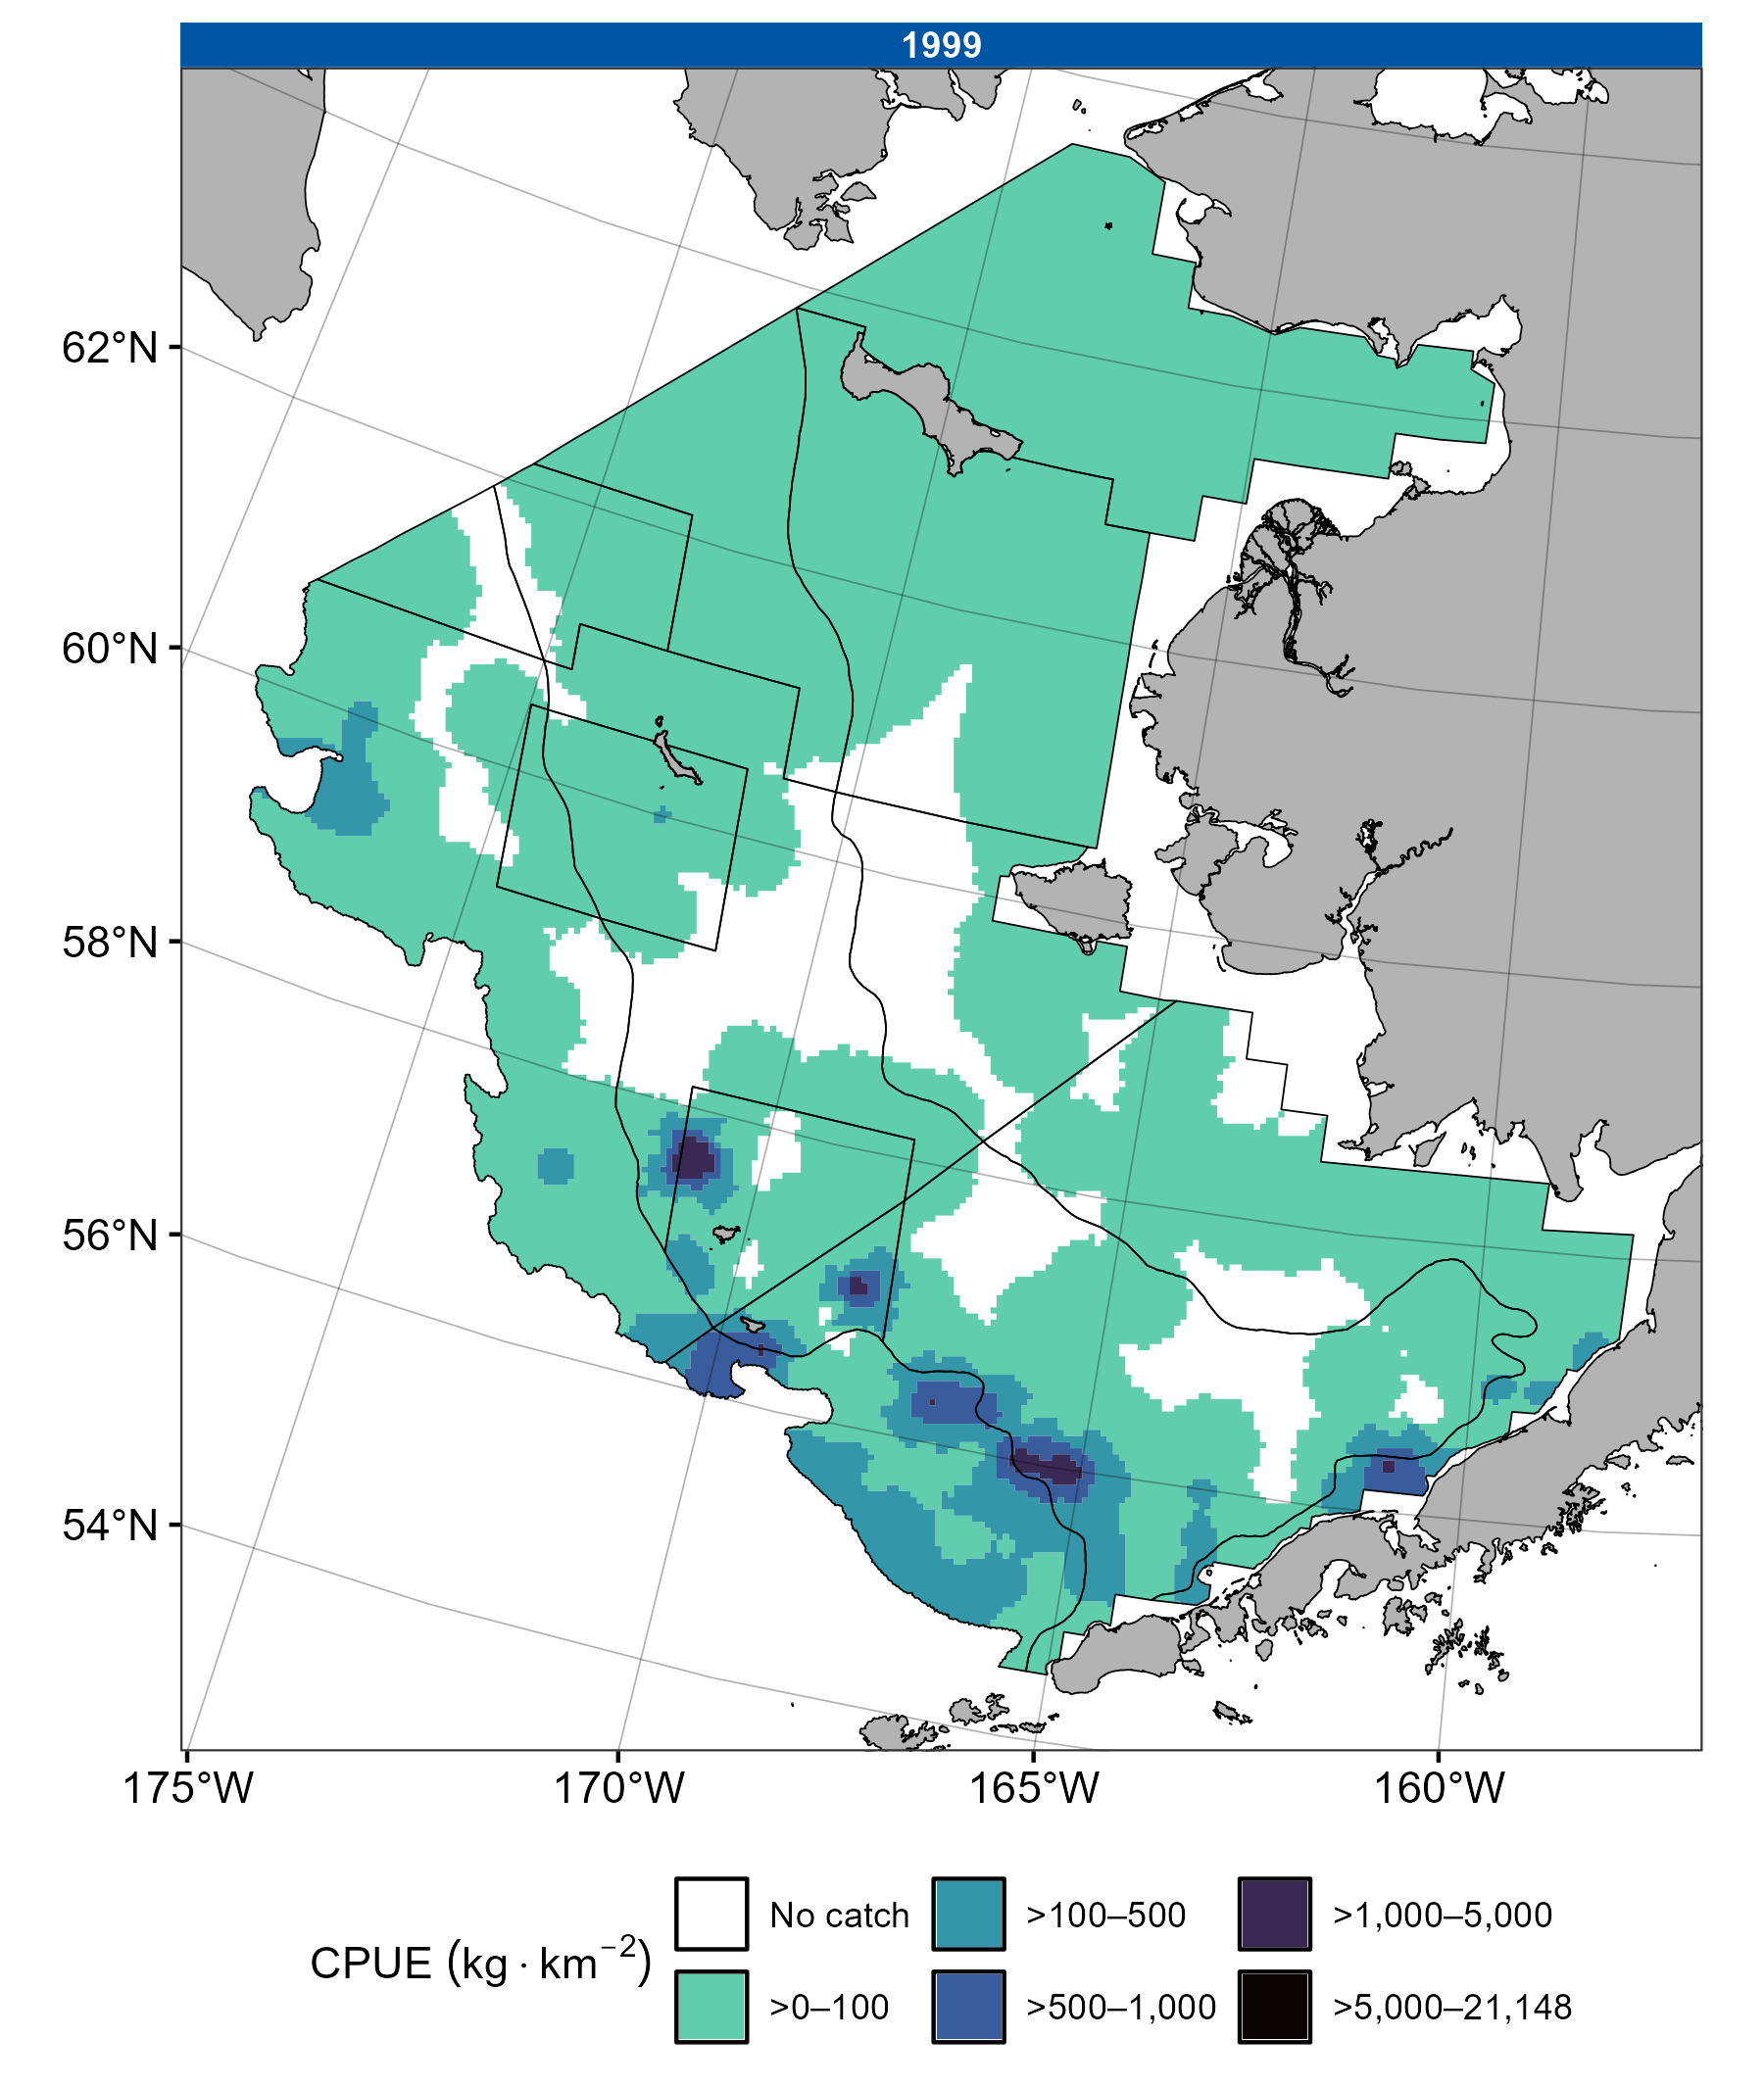 1999
62°N
60°N
58°N
56°N
54°N
175°W 170°W 165°W 160°W
CPUE (kg · km⁻²)
No catch >100–500 >1,000–5,000
>0–100 >500–1,000 >5,000–21,148